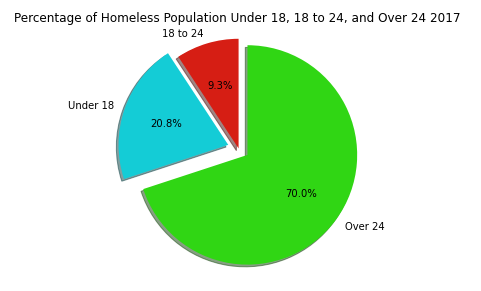 Percentage of Homeless Population Under 18, 18 to 24, and Over 24 2017
18 to 24
9.3%
Under 18
20.8%
70.0%
Over 24